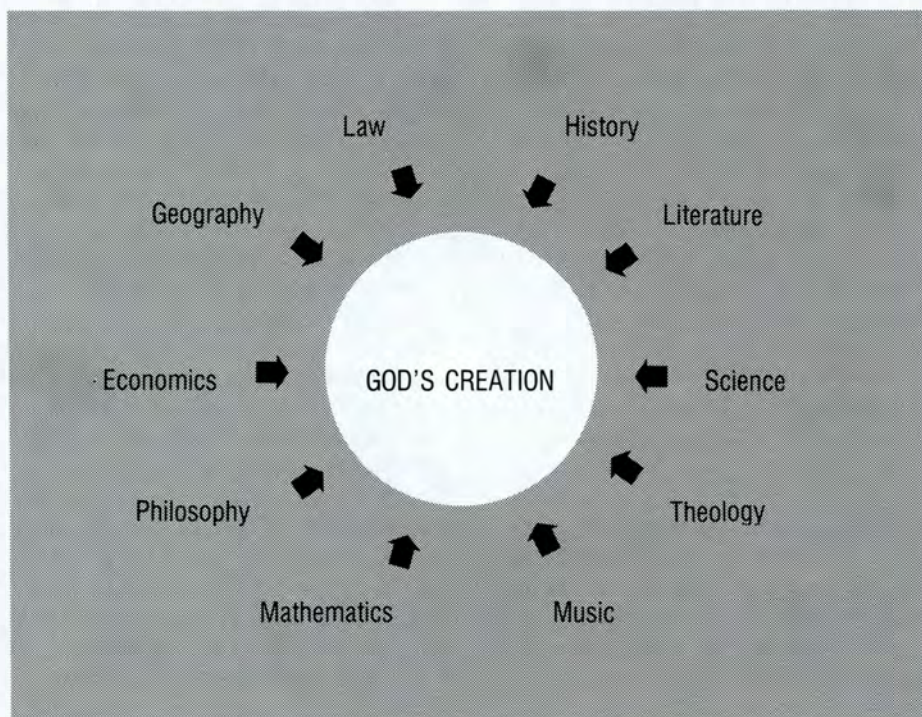 Law
History
Geography
Literature
Economics
GOD'S CREATION
Science
Philosophy
Theology
Mathematics
Music